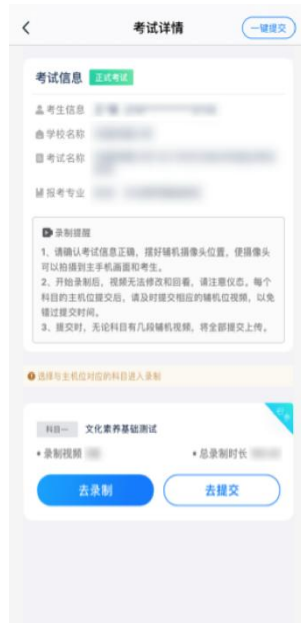 考试详情
一键提交
考试信息 正式考试
考生信息
学校名称
考试名称
报考专业
录制提醒
1、请确认考试信息正确，摆好辅机摄像头位置，使摄像头
可以拍摄到主手机画面和考生。
2、开始录制后，视频无法修改和回看，请注意仪态。每个
科目的主机位提交后，请及时提交相应的辅机位视频，以免
错过提交时间。
3、提交时，无论科目有几段辅机视频，将全部提交上传。
选择与主机位对应的科目进入录制
科目一 文化素养基础测试
录制视频
总录制时长
去录制
去提交